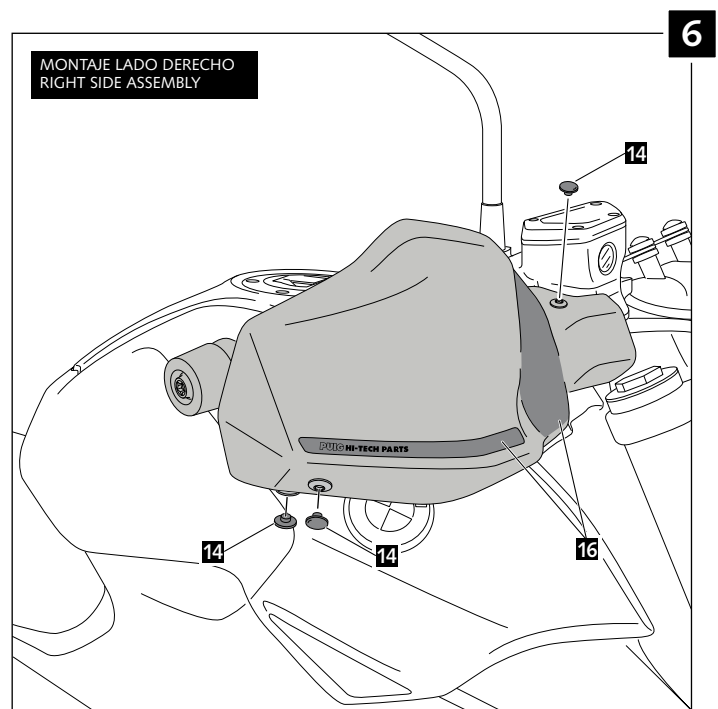 6
MONTAJE LADO DERECHO
RIGHT SIDE ASSEMBLY
14
PUIG HI-TECH PARTS
14
14
16